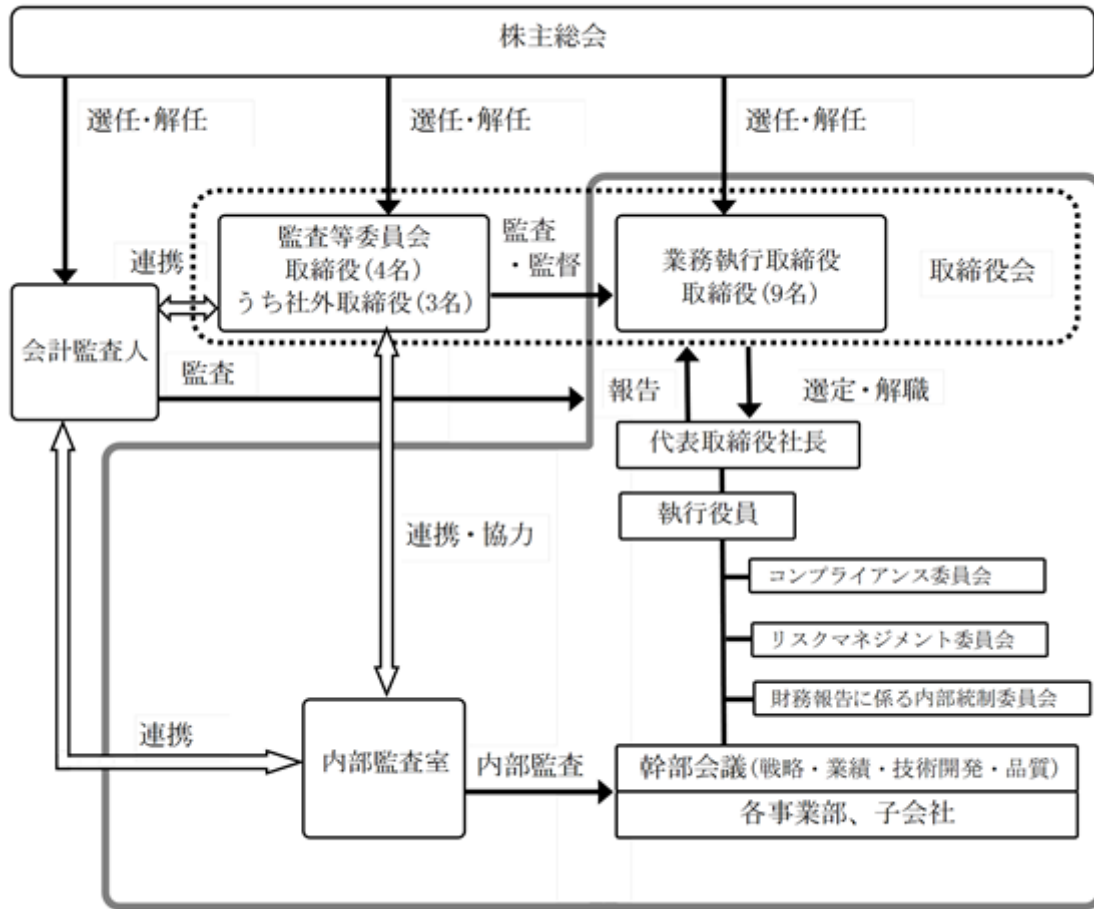 株主総会
選任・解任
選任・解任
選任・解任
監査等委員会
取締役(4名)
うち社外取締役(3名)
監査
・監督
業務執行取締役
取締役(9名)
取締役会
連携
会計監査人
監査
報告
選定・解職
代表取締役社長
執行役員
連携・協力
コンプライアンス委員会
リスクマネジメント委員会
財務報告に係る内部統制委員会
連携
内部監査室
内部監査
幹部会議(戦略・業績・技術開発・品質)
各事業部、子会社